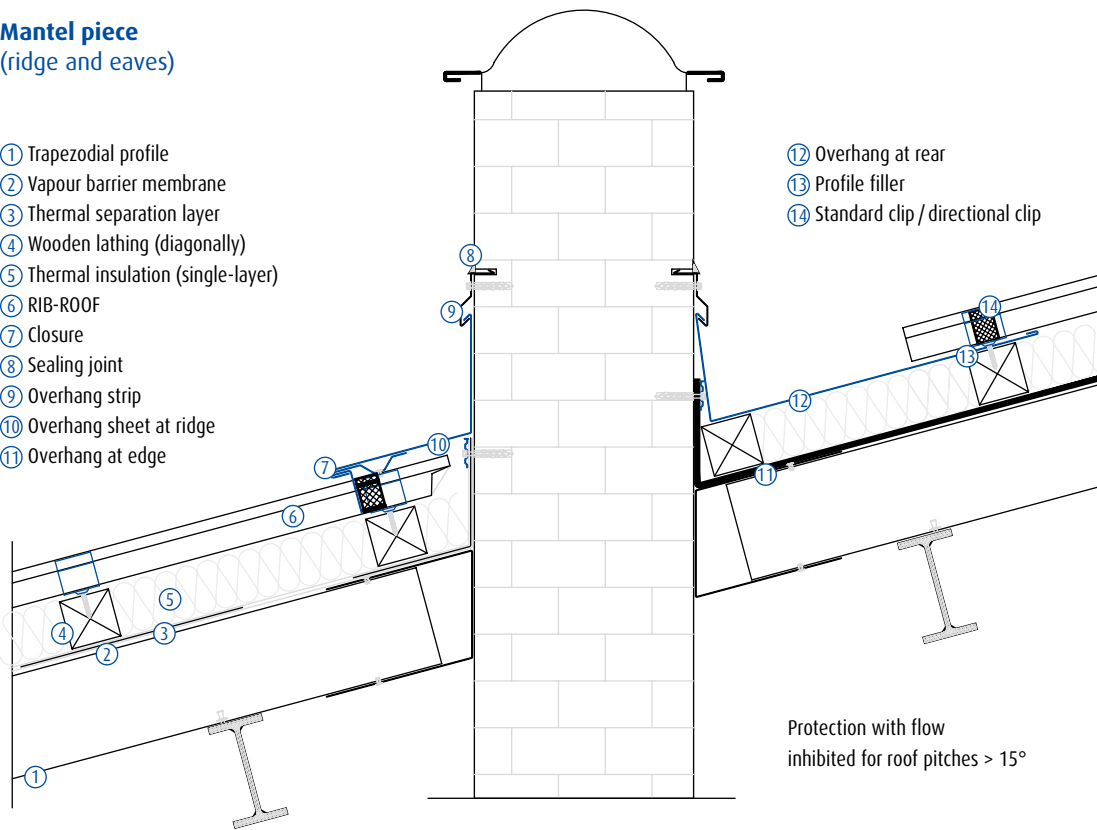 Mantel piece
(ridge and eaves)
1 Trapezodial profile
2 Vapour barrier membrane
3 Thermal separation layer
4 Wooden lathing (diagonally)
5 Thermal insulation (single-layer)
6 RIB-ROOF
7 Closure
8 Sealing joint
9 Overhang strip
10 Overhang sheet at ridge
11 Overhang at edge
12 Overhang at rear
13 Profile filler
14 Standard clip / directional clip
8
9
10
7
6
5
4
3
2
1
14
13
12
11
Protection with flow
inhibited for roof pitches > 15°